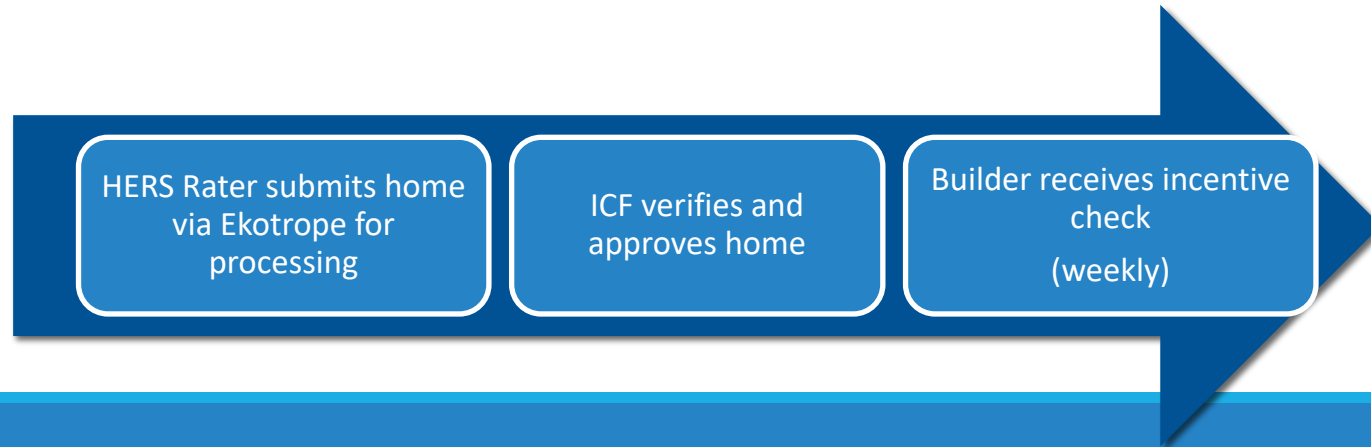 HERS Rater submits home
via Ekotrope for
processing
ICF verifies and
approves home
Builder receives incentive
check
(weekly)